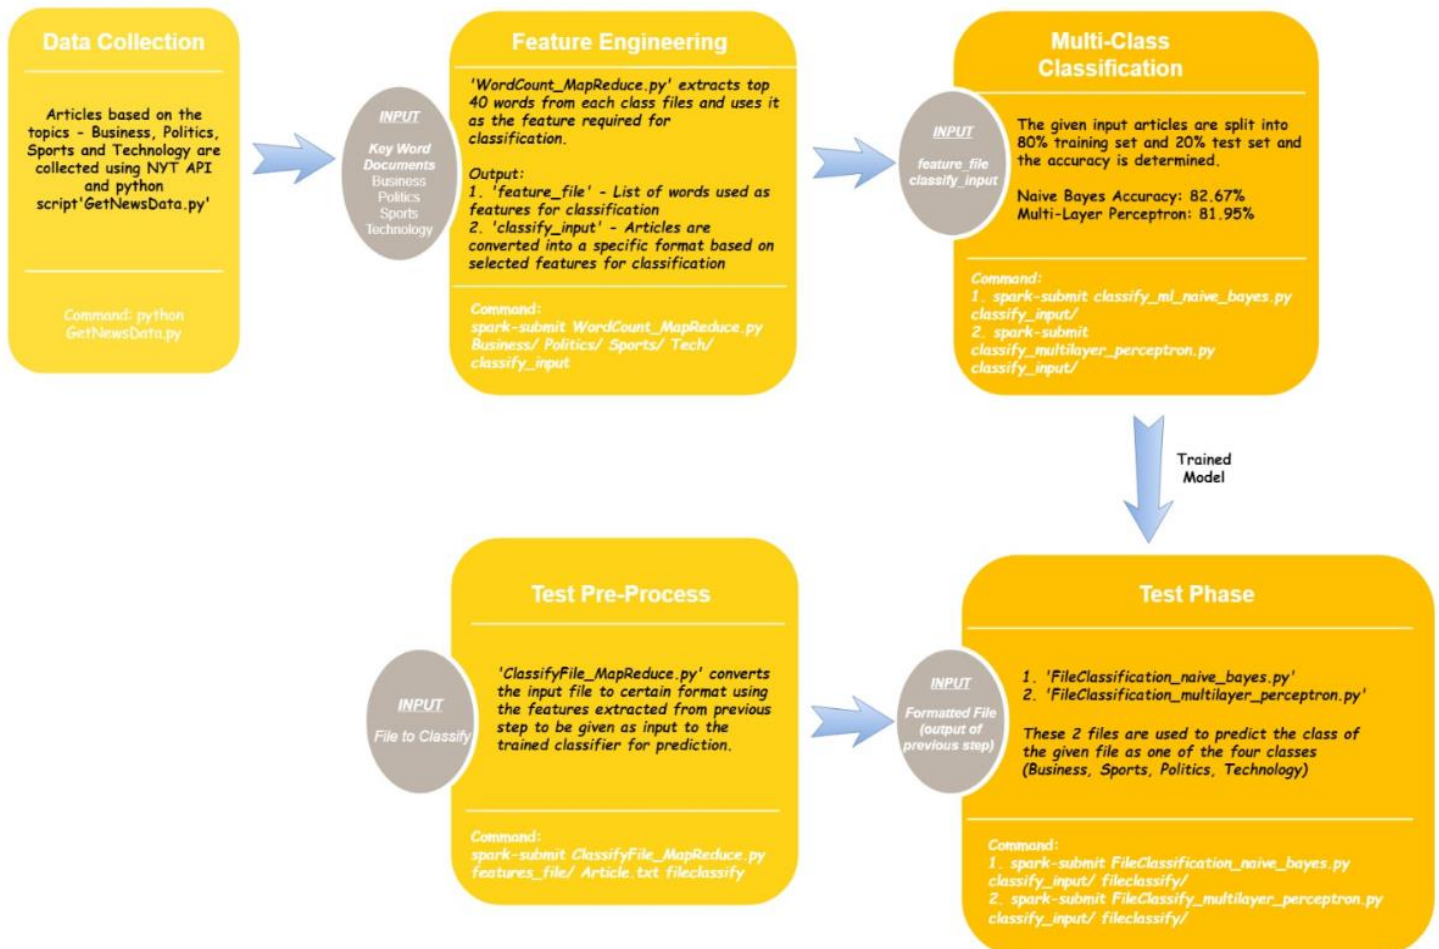 Data Collection
Articles based on the
topics - Business, Politics,
Sports and Technology are
collected using NYT API
and python
script'GetNewsData.py'
Command: python
GetNewsData.py
INPUT
Key Word
Documents
Business
Politics
Sports
Technology
Feature Engineering
'WordCount_MapReduce.py' extracts top
40 words from each class files and uses it
as the feature required for
classification.
Output:
1. 'feature_file' - List of words used as
features for classification
2. 'classify_input' - Articles are
converted into a specific format based on
selected features for classification
Command:
spark-submit WordCount_MapReduce.py
Business/ Politics/ Sports/ Tech/
classify_input
INPUT
feature_file
classify_input
Multi-Class
Classification
The given input articles are split into
80% training set and 20% test set and
the accuracy is determined.
Naive Bayes Accuracy: 82.67%
Multi-Layer Perceptron: 81.95%
Command:
1. spark-submit classify_ml_naive_bayes.py
classify_input/
2. spark-submit
classify_multilayer_perceptron.py
classify_input/
Trained
Model
INPUT
File to Classify
Test Pre-Process
'ClassifyFile_MapReduce.py' converts
the input file to certain format using
the features extracted from previous
step to be given as input to the
trained classifier for prediction.
Command:
spark-submit ClassifyFile_MapReduce.py
features_file/ Article.txt fileclassify
INPUT
Formatted File
(output of
previous step)
Test Phase
1. 'FileClassification_naive_bayes.py'
2. 'FileClassification_multilayer_perceptron.py'
These 2 files are used to predict the class of
the given file as one of the four classes
(Business, Sports, Politics, Technology)
Command:
1. spark-submit FileClassification_naive_bayes.py
classify_input/ fileclassify/
2. spark-submit FileClassify_multilayer_perceptron.py
classify_input/ fileclassify/